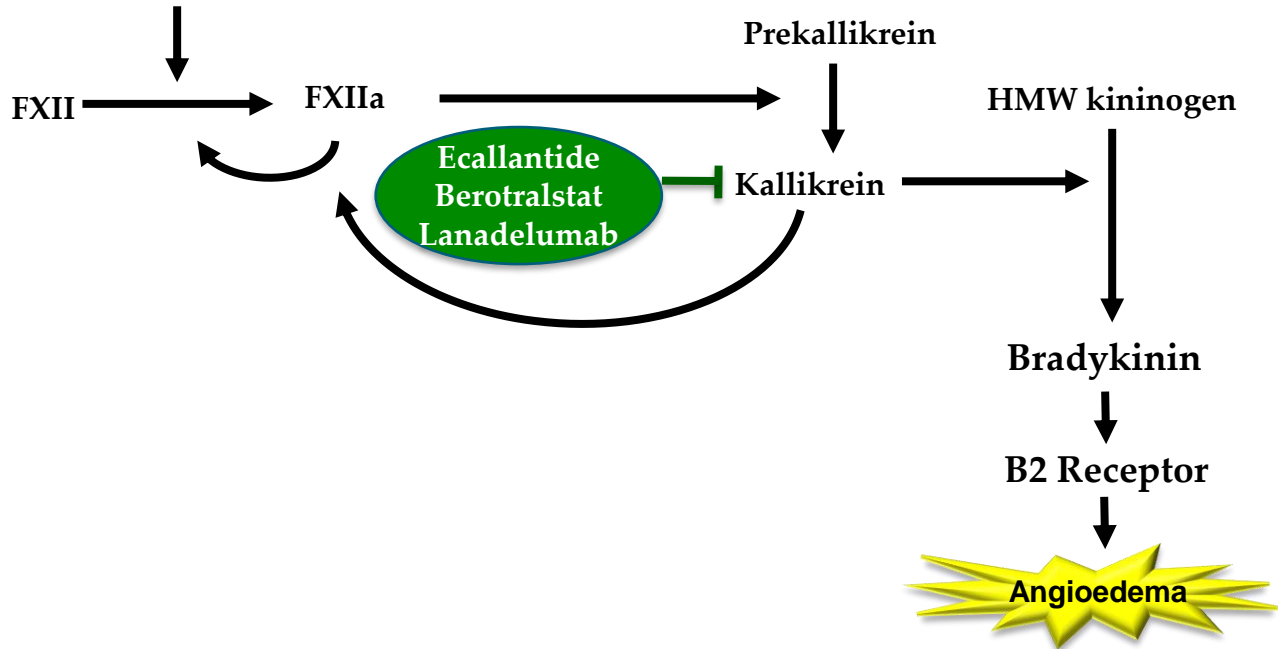 Prekallikrein
FXII
FXIIa
HMW kininogen
Ecallantide
Berotralstat
Lanadelumab
Kallikrein
Bradykinin
B2 Receptor
Angioedema